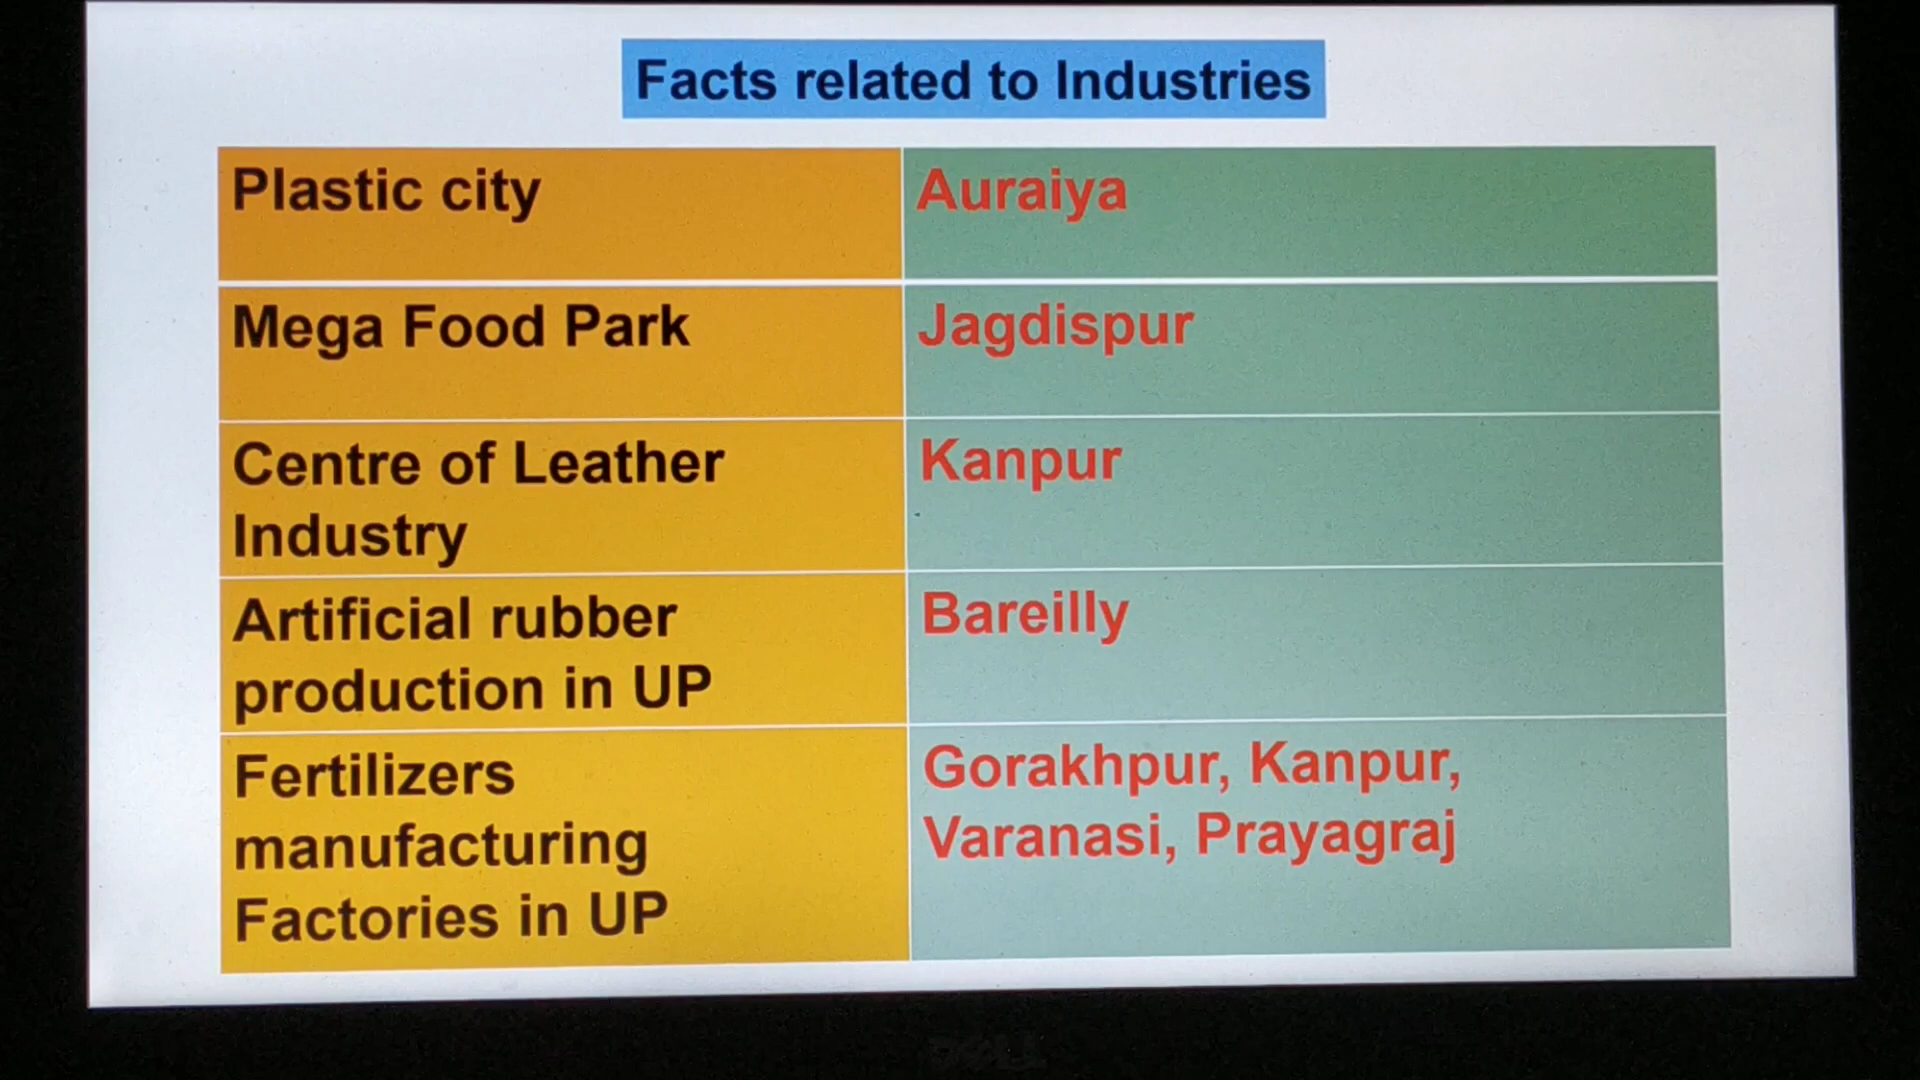 Facts related to Industries
Plastic city
Auraiya
Mega Food Park
Jagdispur
Centre of Leather
Industry
Kanpur
Artificial rubber
production in UP
Bareilly
Fertilizers
manufacturing
Factories in UP
Gorakhpur, Kanpur,
Varanasi, Prayagraj